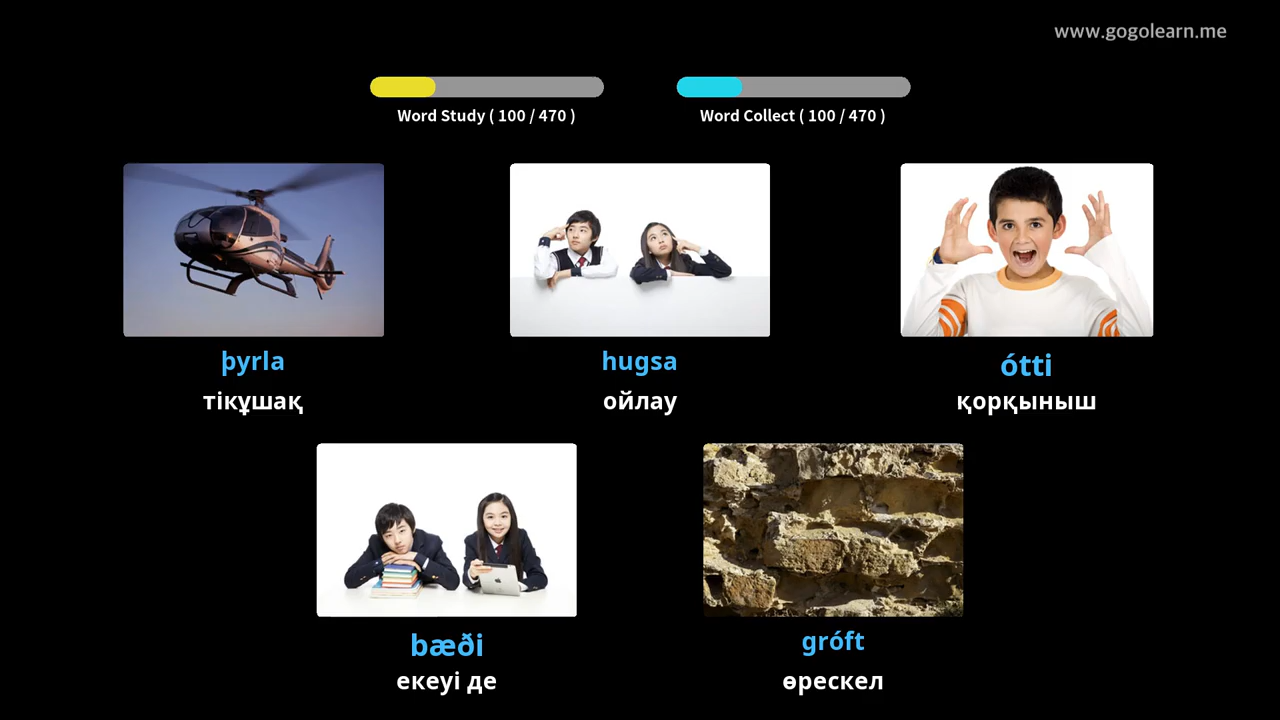 www.gogolearn.me
Word Study ( 100 / 470 )
Word Collect ( 100 / 470 )
þyrla
тікұшақ
hugsa
ойлау
ótti
қорқыныш
bæði
екеуі де
gróft
өрескел